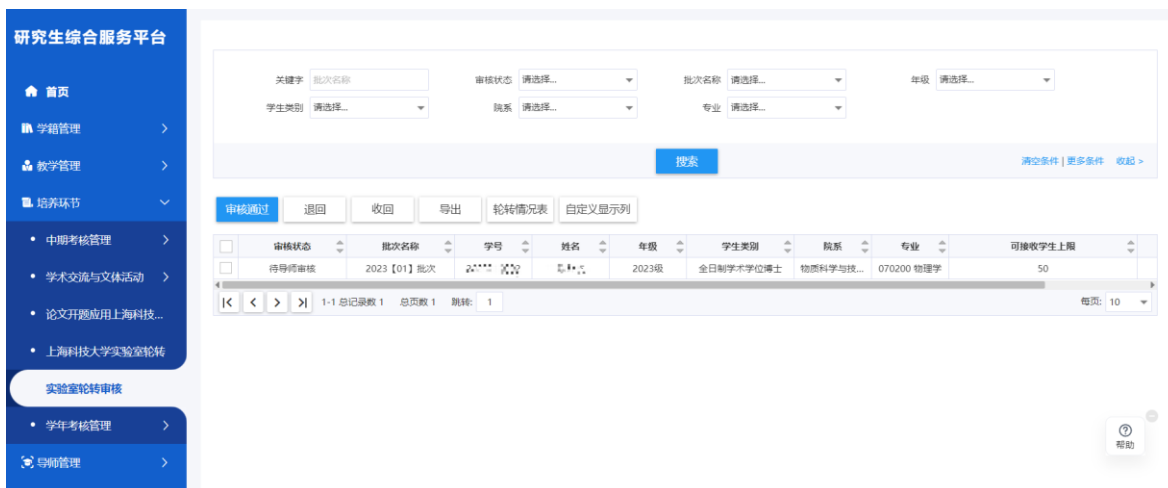 研究生综合服务平台
首页
学籍管理
教学管理
培养环节
中期考核管理
学术交流与文体活动
论文开题应用上海科技...
上海科技大学实验室轮转
实验室轮转审核
学年考核管理
导师管理
关键字 批次名称 审核状态 请选择... 批次名称 请选择... 年级 请选择...
学生类别 请选择... 院系 请选择... 专业 请选择...
搜索 清空条件 | 更多条件 收起 >
审核通过 退回 收回 导出 轮转情况表 自定义显示列
审核状态 批次名称 学号 姓名 年级 学生类别 院系 专业 可接收学生上限
待导师审核 2023【01】批次 2023级 全日制学术学位博士 物质科学与技... 070200 物理学 50
1-1 总记录数 1 总页数 1 跳转: 1 每页: 10
帮助